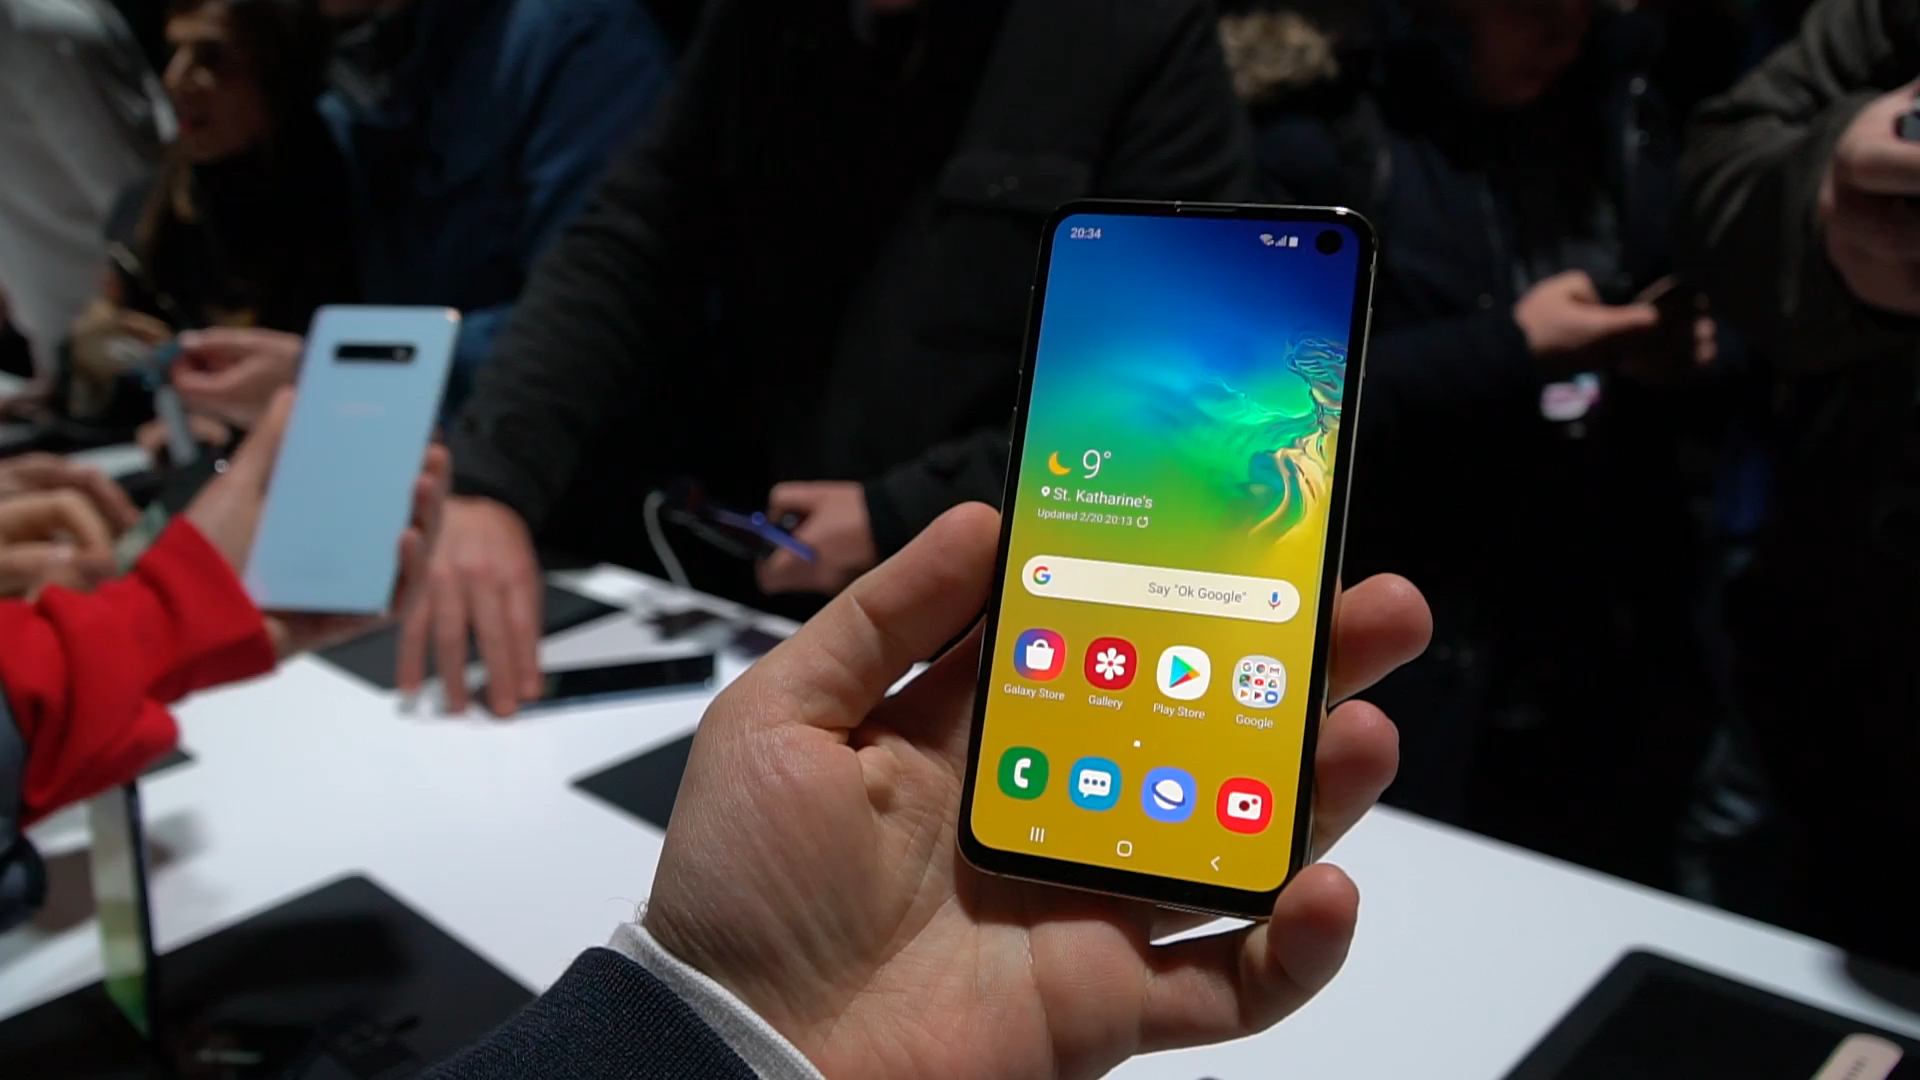 20:34
9°
St. Katharine's
Updated 2/20 20:13
Say "Ok Google"
Galaxy Store
Gallery
Play Store
Google